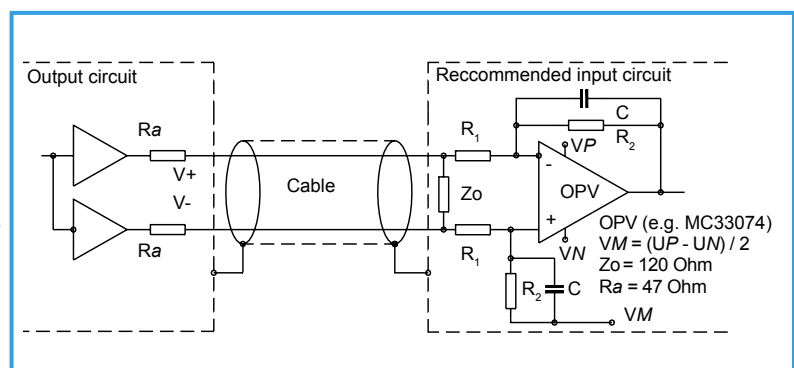 Output circuit
Reccommended input circuit
Ra
V+
V-
Ra
Cable
Zo
R1
R1
C
R2
VP
-
OPV
+
VN
R2
C
VM
OPV (e.g. MC33074)
VM = (UP - UN) / 2
Zo = 120 Ohm
Ra = 47 Ohm